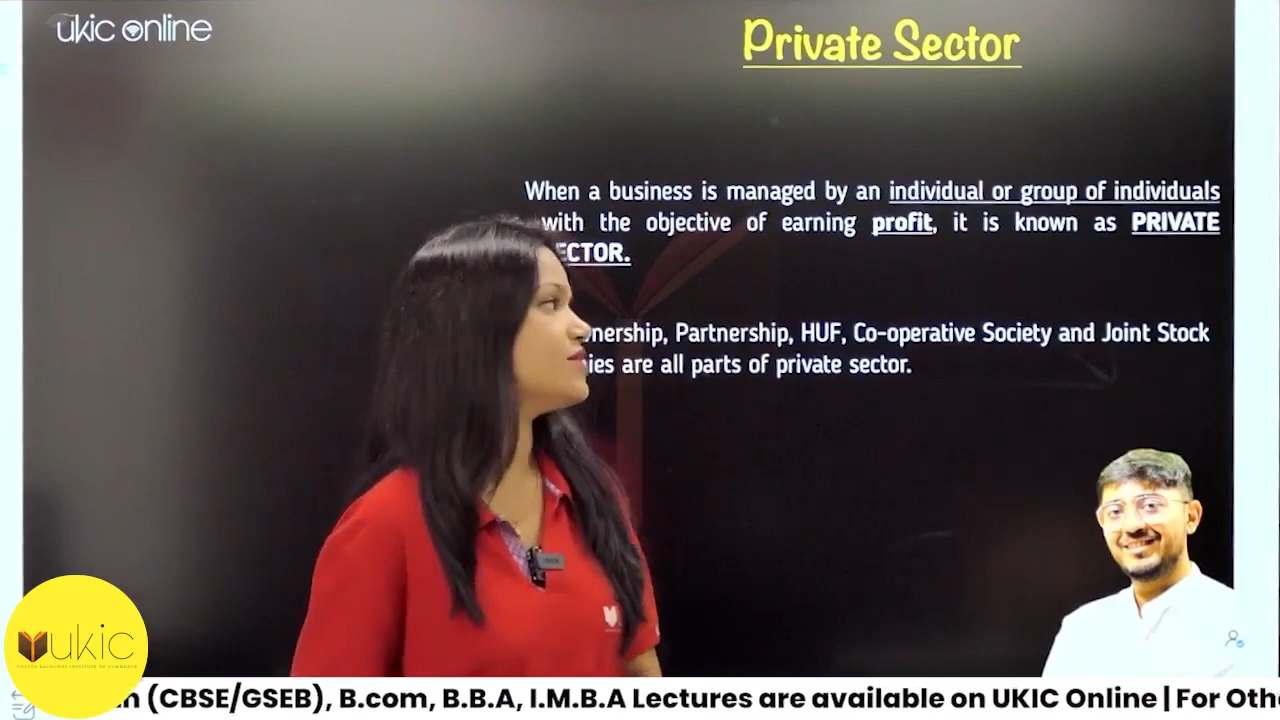 ukic online
Private Sector
When a business is managed by an individual or group of individuals
with the objective of earning profit, it is known as PRIVATE
ECTOR.
nership, Partnership, HUF, Co-operative Society and Joint Stock
ies are all parts of private sector.
ukic
(CBSE/GSEB), B.com, B.B.A, I.M.B.A Lectures are available on UKIC Online | For Oth